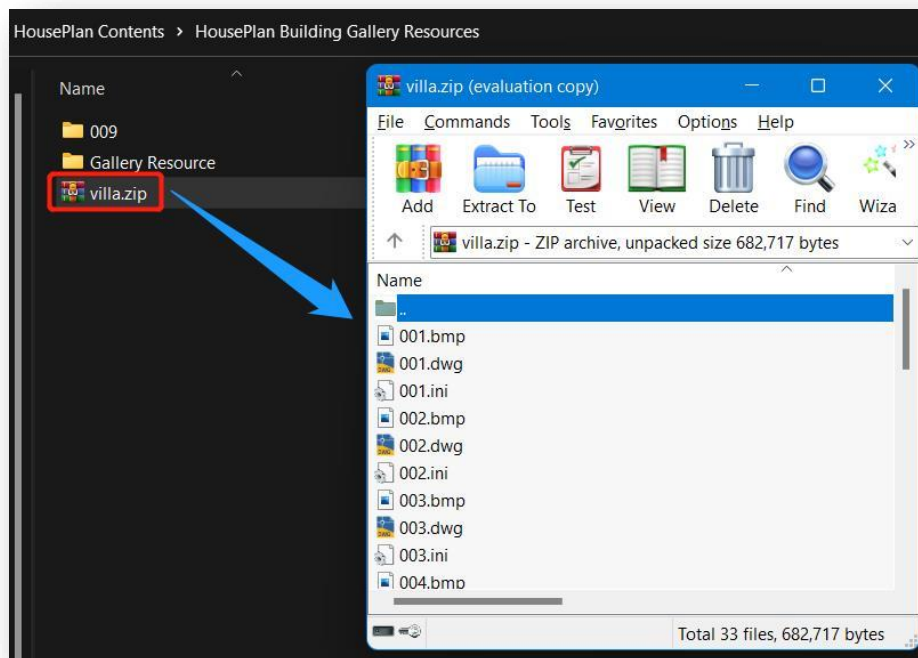 HousePlan Contents > HousePlan Building Gallery Resources
Name
009
Gallery Resource
villa.zip
villa.zip (evaluation copy)
File Commands Tools Favorites Options Help
Add Extract To Test View Delete Find Wiza
villa.zip - ZIP archive, unpacked size 682,717 bytes
Name
..
001.bmp
001.dwg
001.ini
002.bmp
002.dwg
002.ini
003.bmp
003.dwg
003.ini
004.bmp
Total 33 files, 682,717 bytes